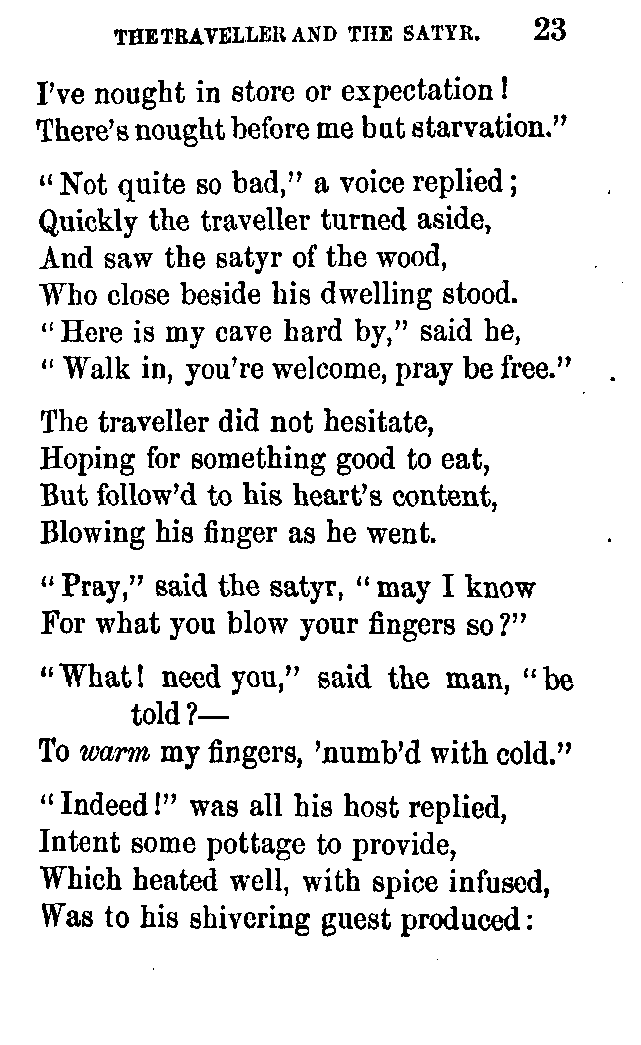 THE TRAVELLER AND THE SATYR. 23
I've nought in store or expectation!
There's nought before me but starvation."
"Not quite so bad," a voice replied;
Quickly the traveller turned aside,
And saw the satyr of the wood,
Who close beside his dwelling stood.
"Here is my cave hard by," said he,
"Walk in, you're welcome, pray be free."
The traveller did not hesitate,
Hoping for something good to eat,
But follow'd to his heart's content,
Blowing his finger as he went.
"Pray," said the satyr, "may I know
For what you blow your fingers so?"
"What! need you," said the man, "be
told?—
To warm my fingers, 'numb'd with cold."
"Indeed!" was all his host replied,
Intent some pottage to provide,
Which heated well, with spice infused,
Was to his shivering guest produced: